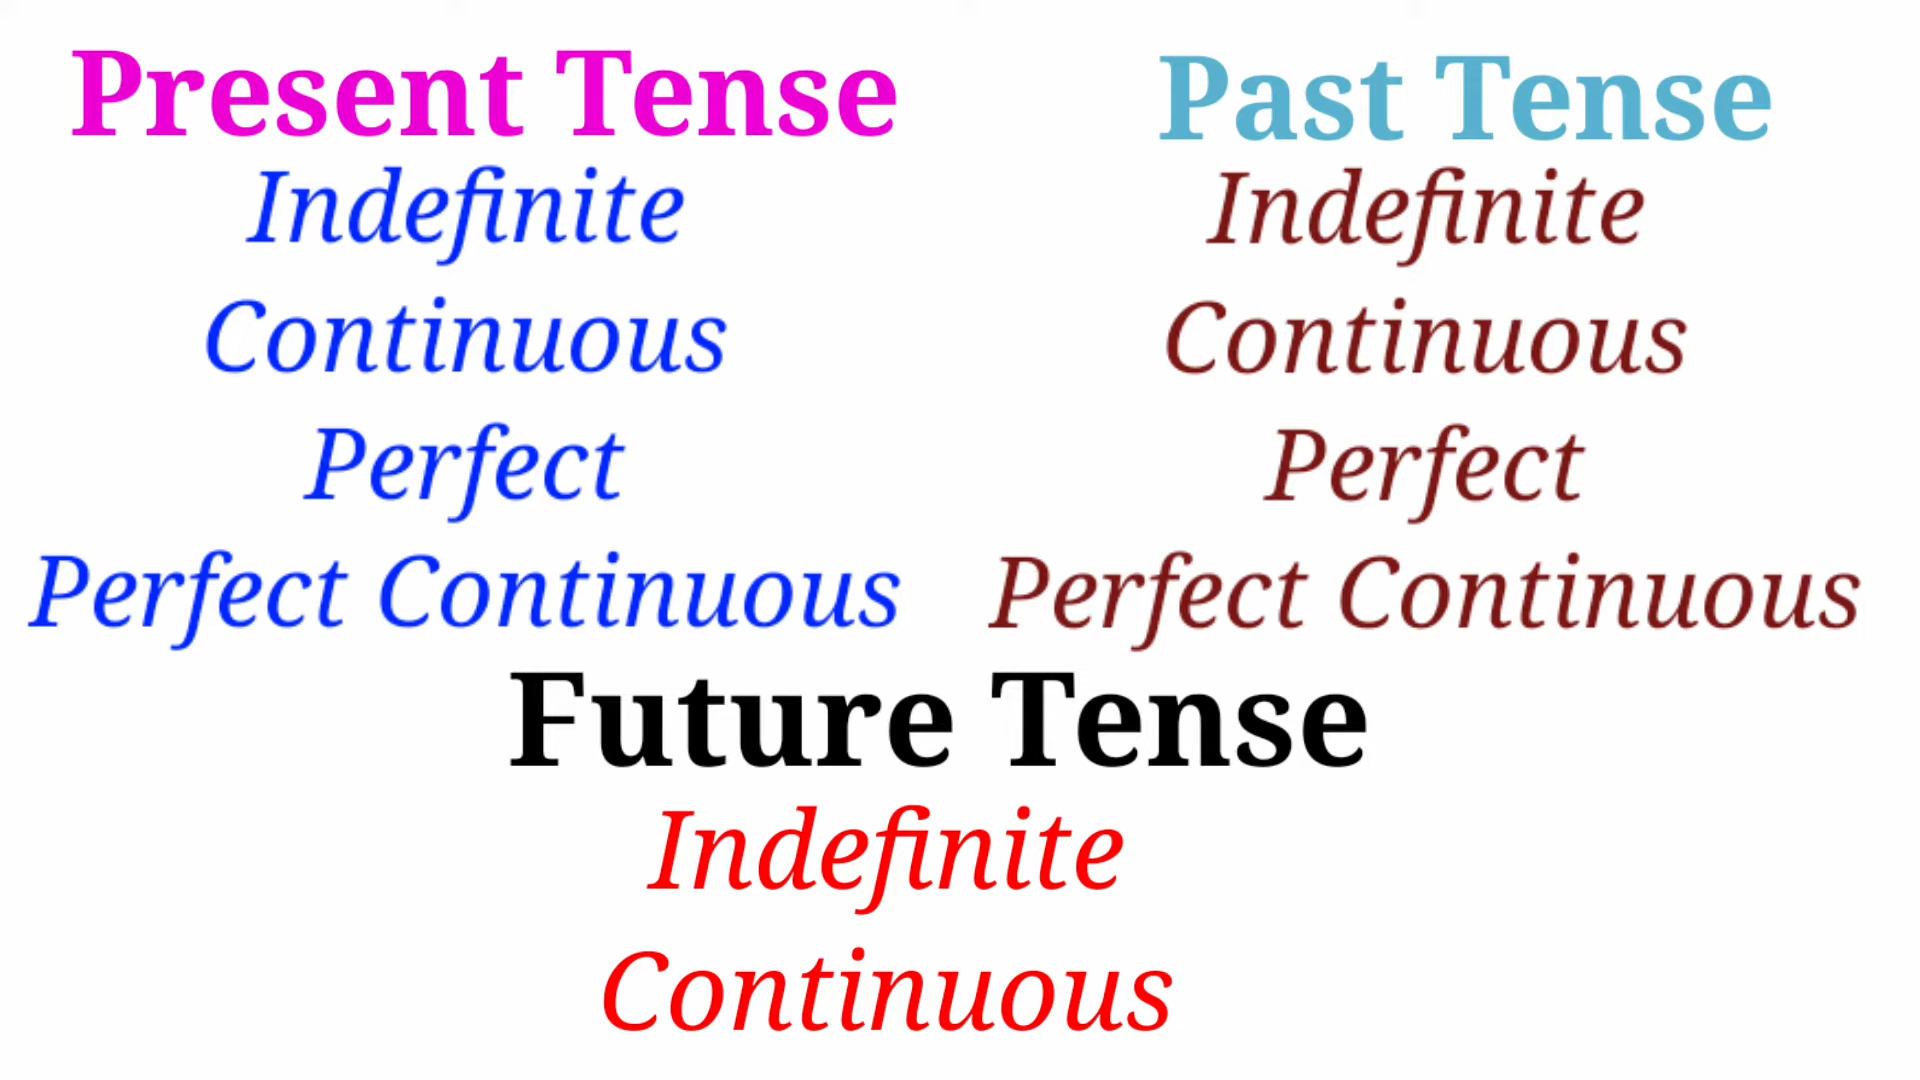 Present Tense
Indefinite
Continuous
Perfect
Perfect Continuous
Past Tense
Indefinite
Continuous
Perfect
Perfect Continuous
Future Tense
Indefinite
Continuous